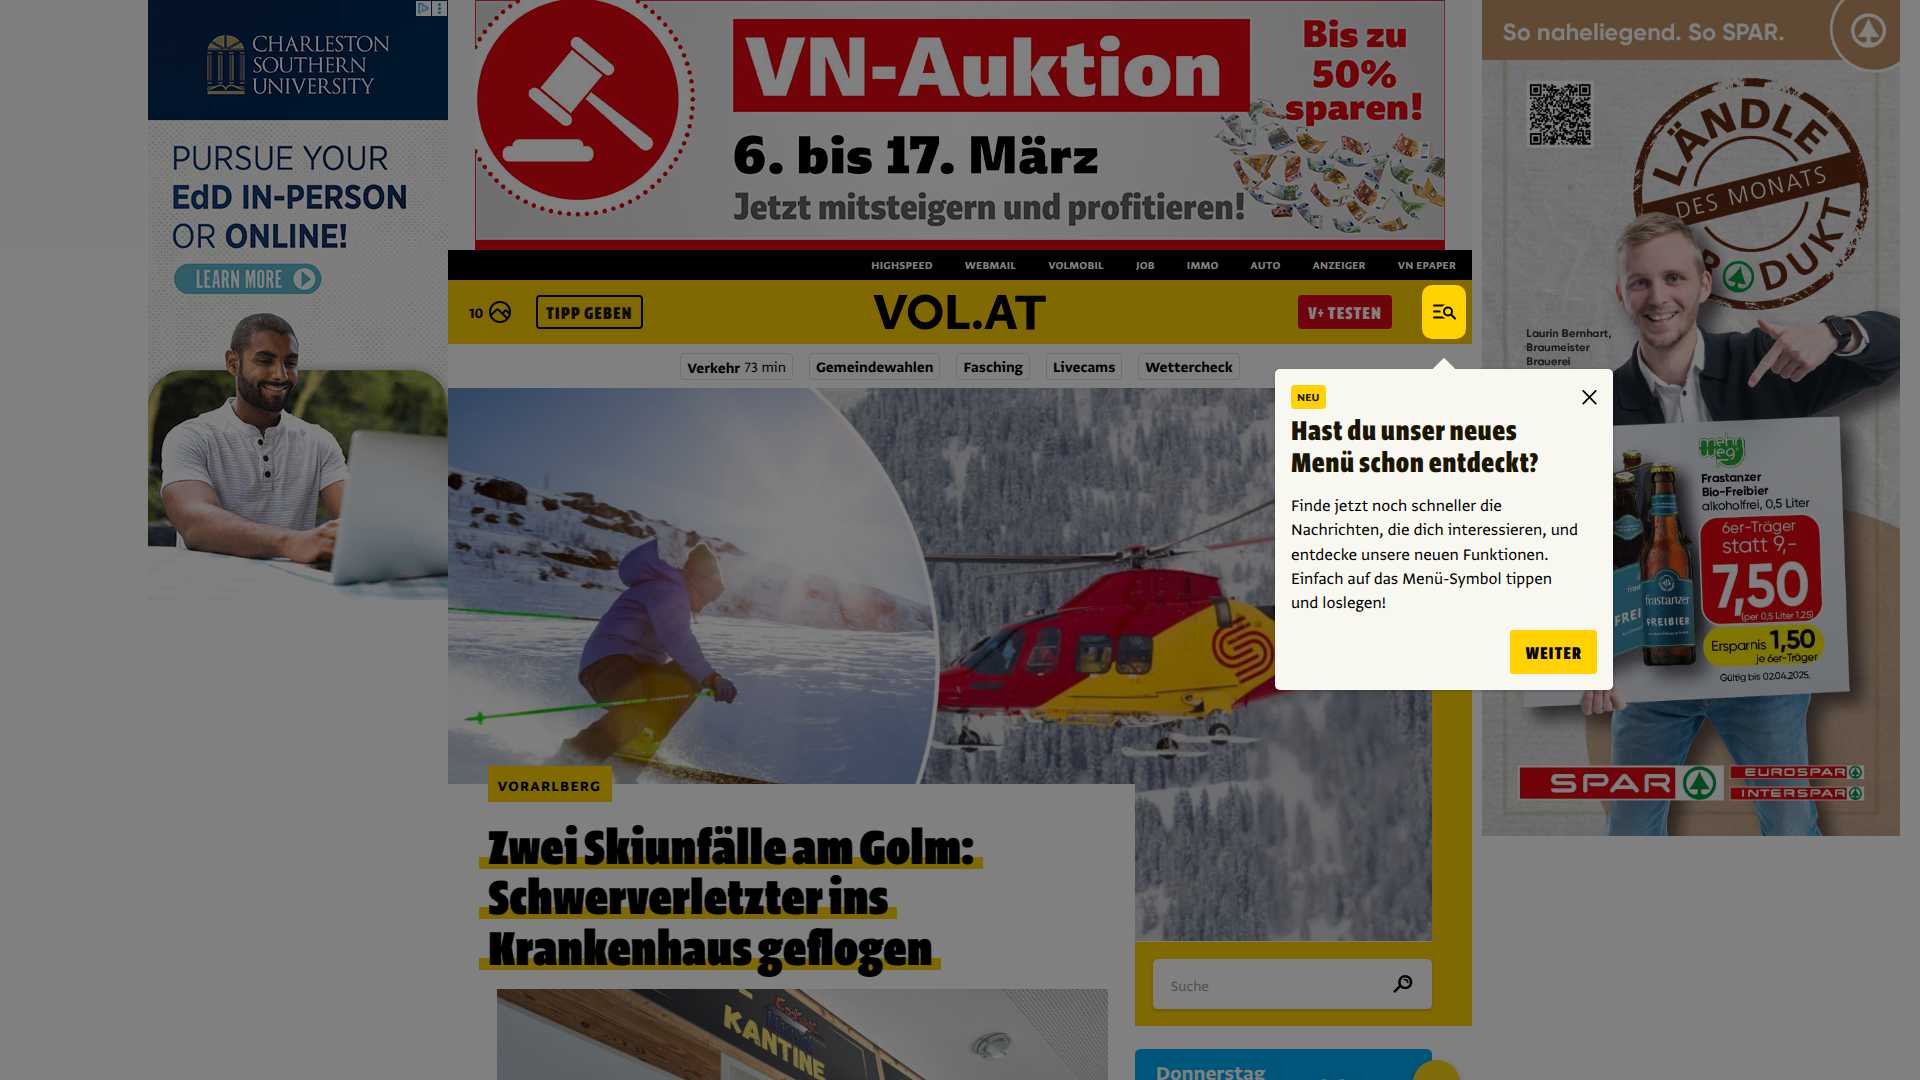 CHARLESTON
SOUTHERN
UNIVERSITY
PURSUE YOUR
EdD IN-PERSON
OR ONLINE!
LEARN MORE
VN-Auktion
Bis zu
50%
sparen!
6. bis 17. März
Jetzt mitsteigern und profitieren!
So naheliegend. So SPAR.
LÄNDLE
DES MONATS
PRODUKT
Laurin Bernhart,
Braumeister
Brauerei
HIGHSPEED WEBMAIL VOLMOBIL JOB IMMO AUTO ANZEIGER VN EPAPER
10
TIPP GEBEN
VOL.AT
V+ TESTEN
Verkehr 73 min
Gemeindewahlen
Fasching
Livecams
Wettercheck
NEU
Hast du unser neues
Menü schon entdeckt?
Finde jetzt noch schneller die
Nachrichten, die dich interessieren, und
entdecke unsere neuen Funktionen.
Einfach auf das Menü-Symbol tippen
und loslegen!
WEITER
mehr
weg
Frastanzer
Bio-Freibier
alkoholfrei, 0,5 Liter
6er-Träger
statt 9,-
7,50
(per 0,5 Liter 1,25)
Ersparnis 1,50
je 6er-Träger
Gültig bis 02.04.2025.
frastanzer
FREIBIER
SPAR
EUROSPAR
INTERSPAR
VORARLBERG
Zwei Skiunfälle am Golm:
Schwerverletzter ins
Krankenhaus geflogen
KANTINE
Suche
Donnerstag